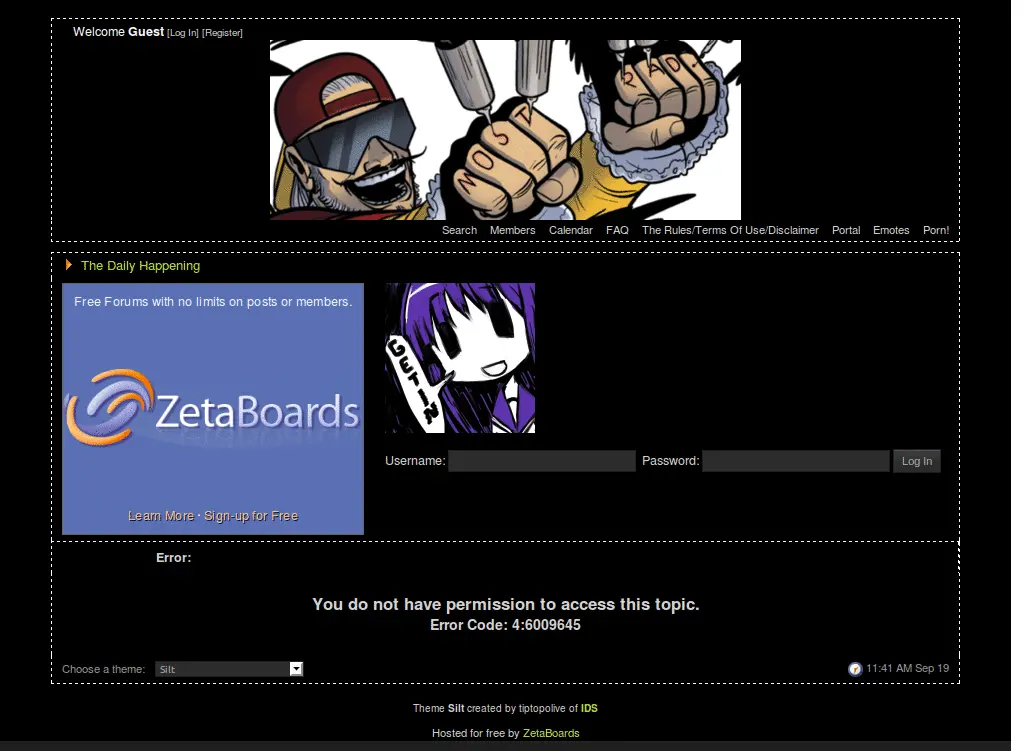 Welcome Guest [Log In] [Register]
MOST
RAD
Search Members Calendar FAQ The Rules/Terms Of Use/Disclaimer Portal Emotes Porn!
The Daily Happening
Free Forums with no limits on posts or members.
ZetaBoards
Learn More · Sign-up for Free
GET IN
Username: Password: Log In
Error:
You do not have permission to access this topic.
Error Code: 4:6009645
Choose a theme: Silt
11:41 AM Sep 19
Theme Silt created by tiptopolive of IDS
Hosted for free by ZetaBoards